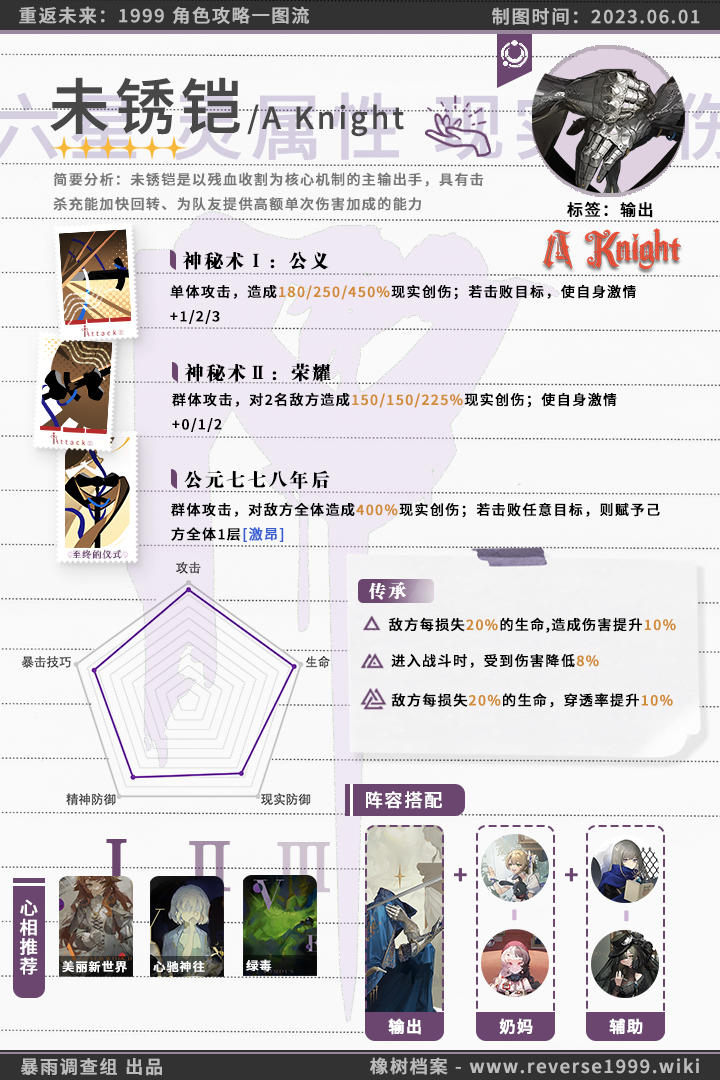 重返未来：1999 角色攻略一图流
制图时间：2023.06.01
六星 灵属性 现实创伤
未锈铠/A Knight
简要分析：未锈铠是以残血收割为核心机制的主输出手，具有击
杀充能加快回转、为队友提供高额单次伤害加成的能力
标签：输出
A Knight
神秘术 I ：公义
单体攻击，造成180/250/450%现实创伤；若击败目标，使自身激情
+1/2/3
Attack
神秘术 II ：荣耀
群体攻击，对2名敌方造成150/150/225%现实创伤；使自身激情
+0/1/2
Attack
公元七七八年后
群体攻击，对敌方全体造成400%现实创伤；若击败任意目标，则赋予己
方全体1层[激昂]
至终的仪式
攻击
生命
现实防御
精神防御
暴击技巧
传承
敌方每损失20%的生命,造成伤害提升10%
进入战斗时，受到伤害降低8%
敌方每损失20%的生命，穿透率提升10%
阵容搭配
+
+
输出
奶妈
辅助
I II III
心相推荐
美丽新世界
心驰神往
绿毒
暴雨调查组 出品
橡树档案 - www.reverse1999.wiki